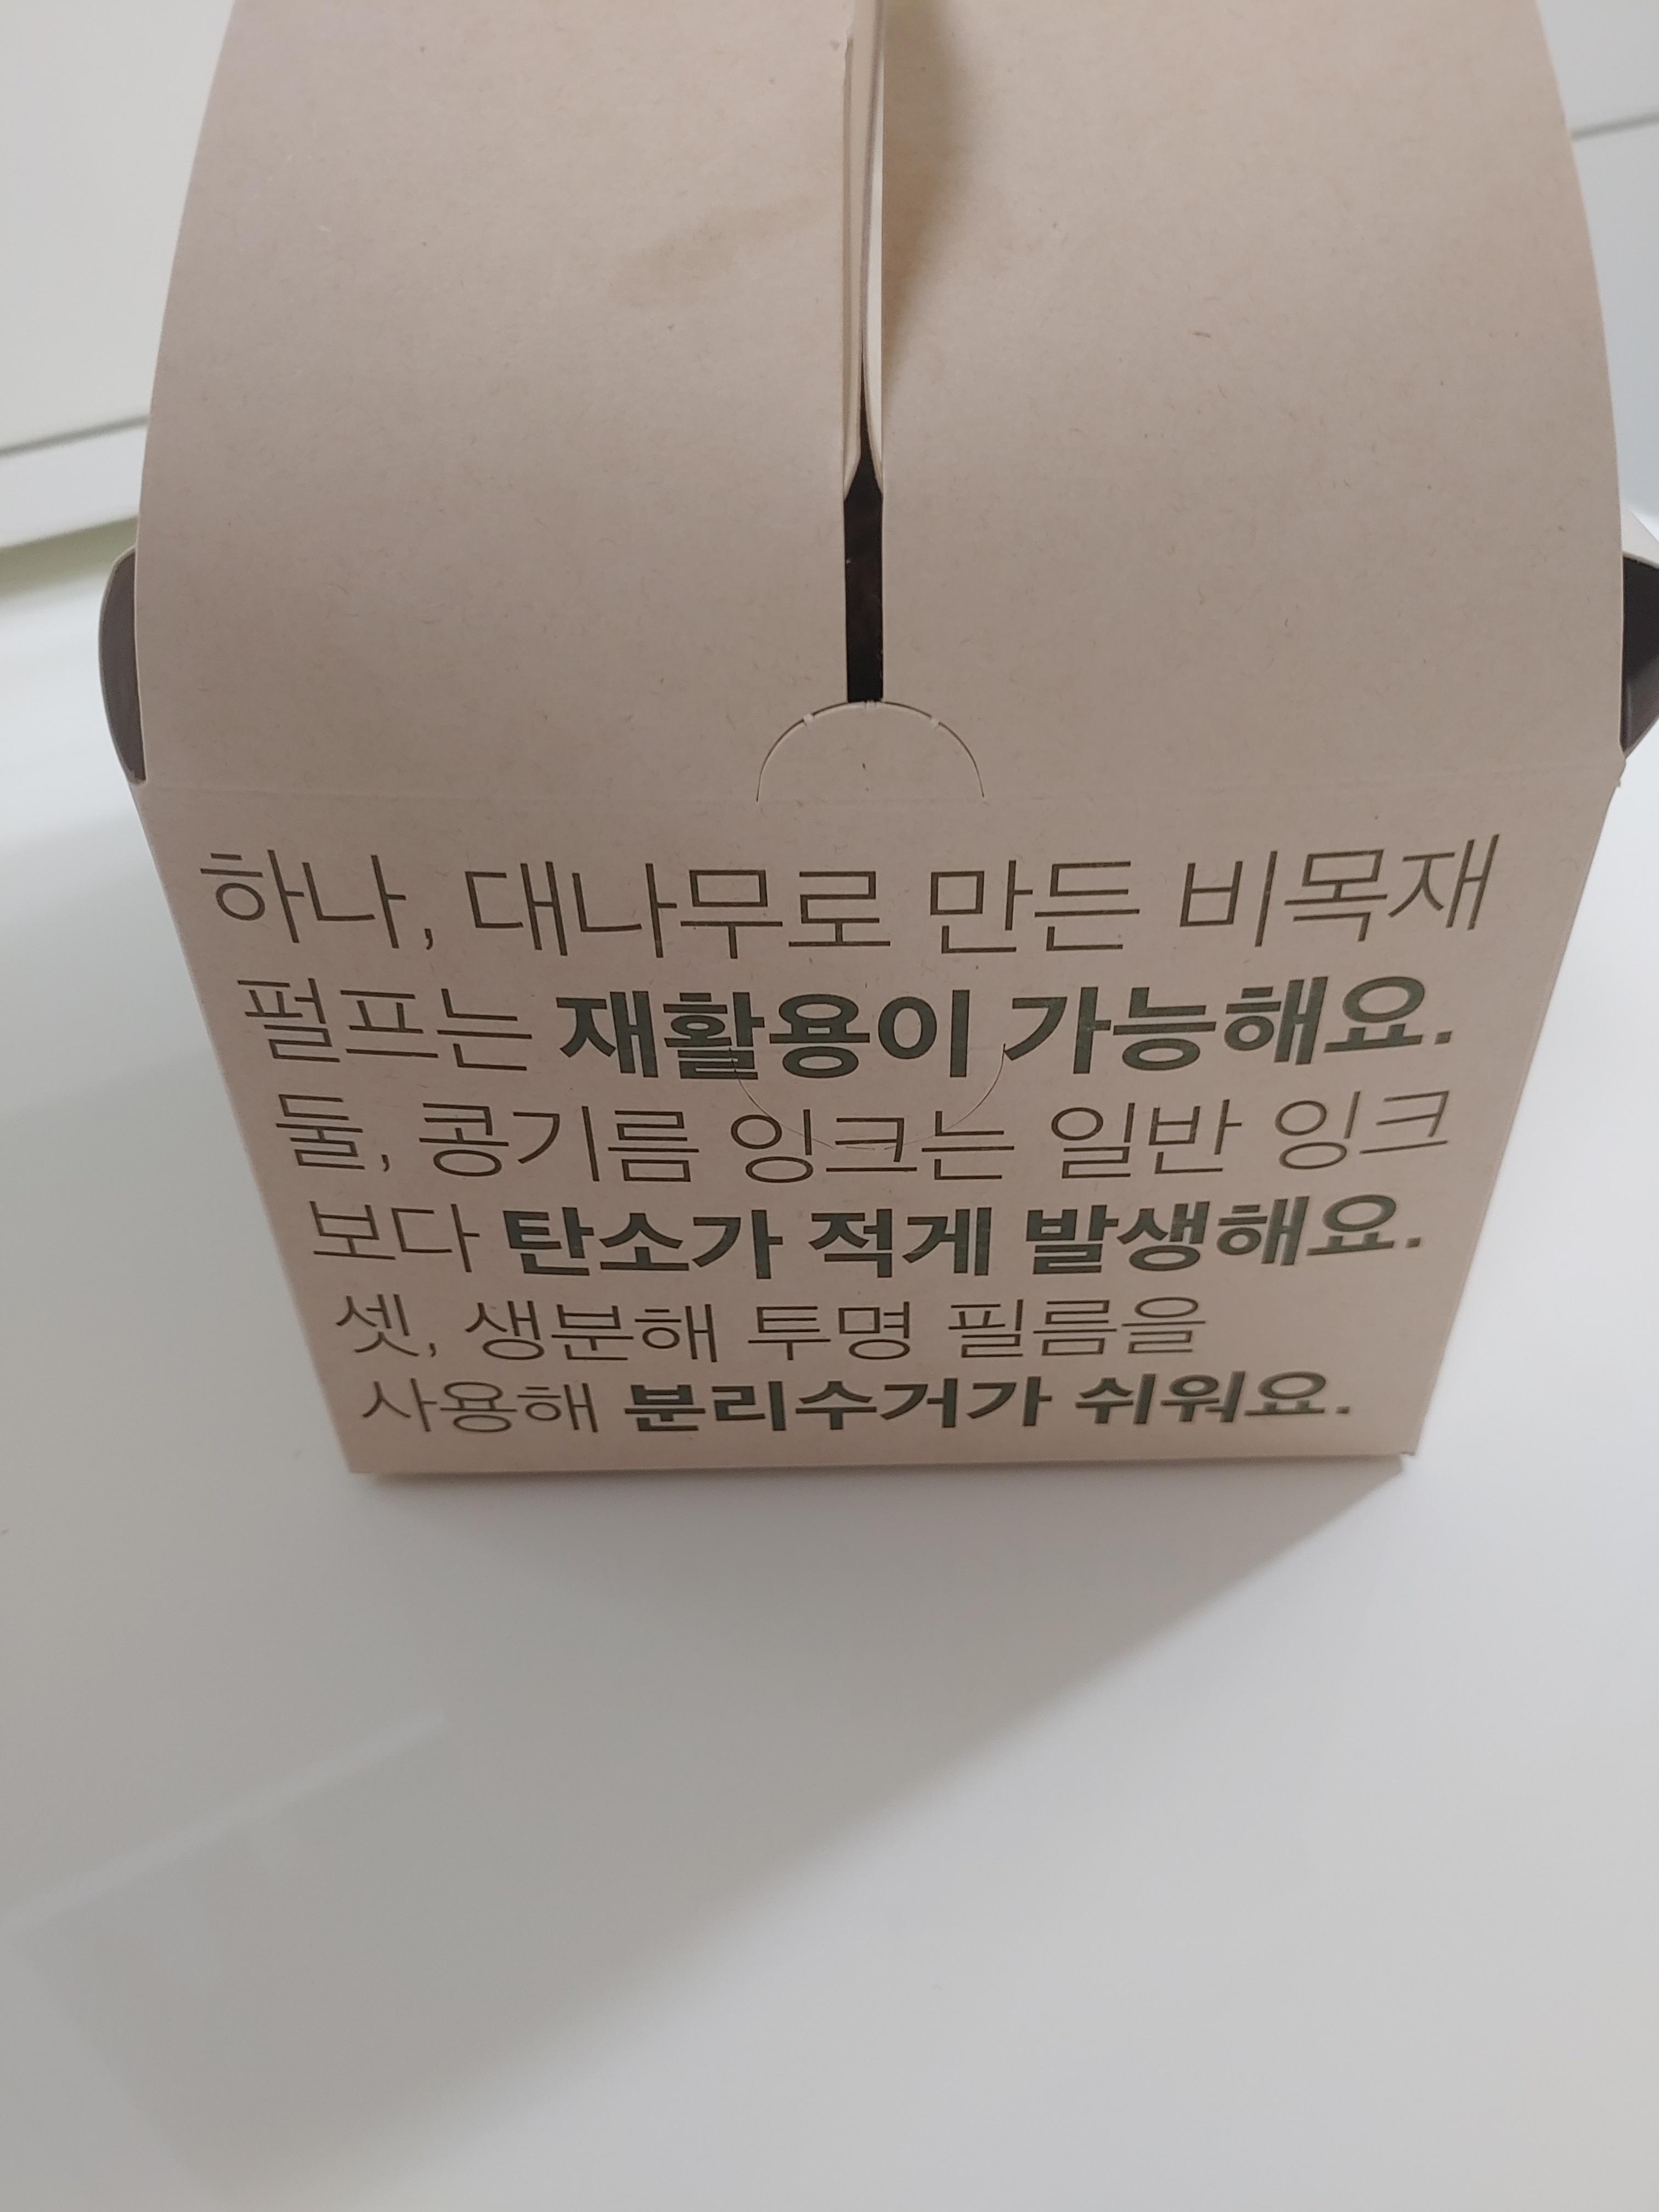 하나, 대나무로 만든 비목재
펄프는 재활용이 가능해요.
둘, 콩기름 잉크는 일반 잉크
보다 탄소가 적게 발생해요.
셋, 생분해 투명 필름을
사용해 분리수거가 쉬워요.